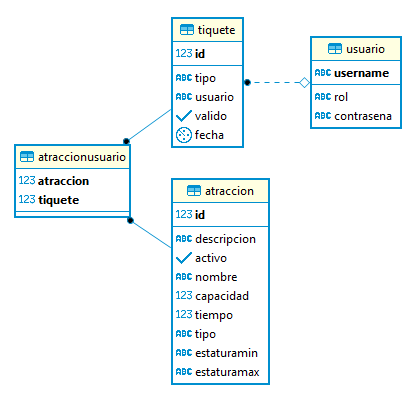 tiquete
123 id
ABC tipo
ABC usuario
valido
fecha
usuario
ABC username
ABC rol
ABC contrasena
atraccionusuario
123 atraccion
123 tiquete
atraccion
123 id
ABC descripcion
activo
ABC nombre
123 capacidad
123 tiempo
ABC tipo
ABC estaturamin
ABC estaturamax